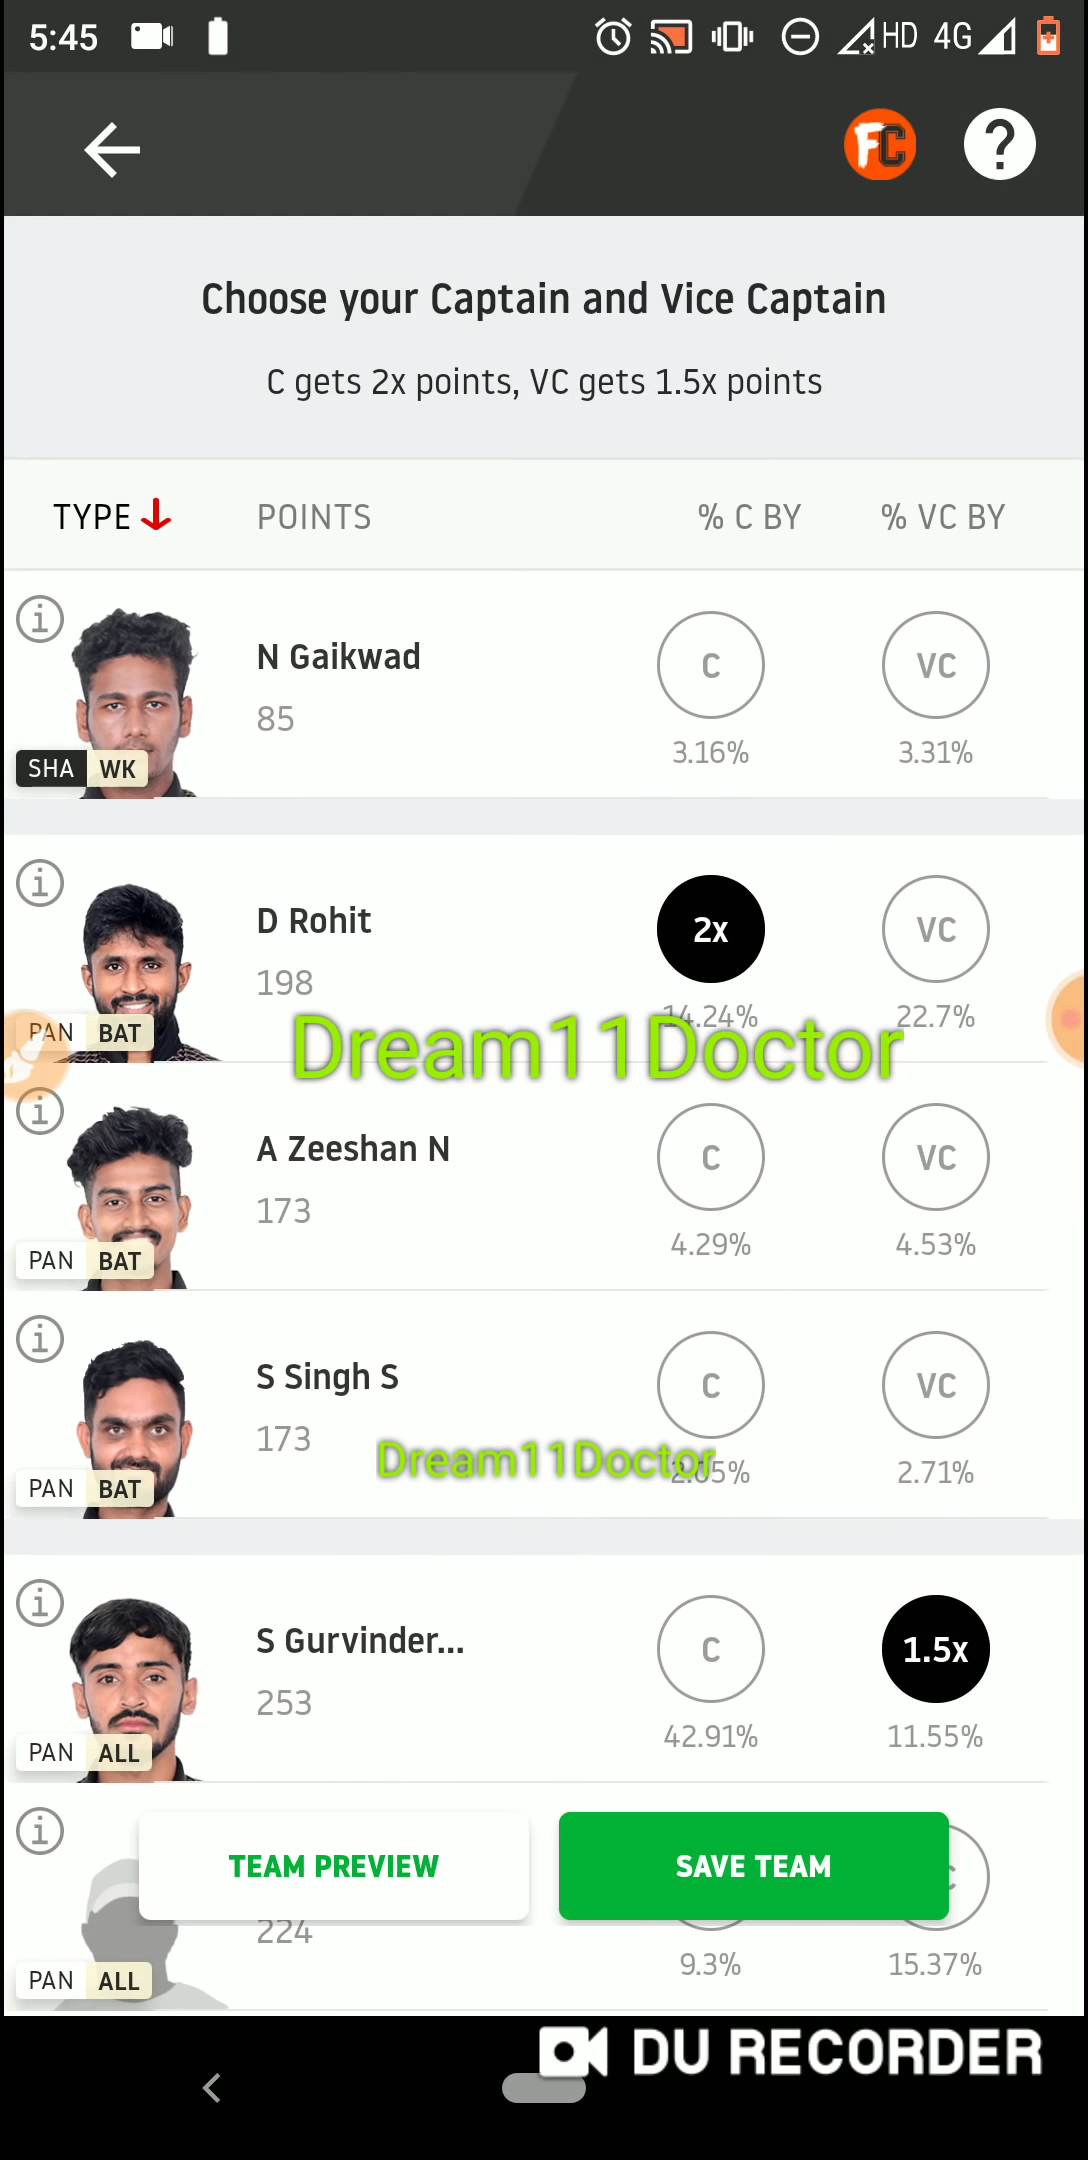 5:45 HD 4G
FC ?
Choose your Captain and Vice Captain
C gets 2x points, VC gets 1.5x points
TYPE POINTS % C BY % VC BY
N Gaikwad C VC
85
3.16% 3.31%
SHA WK
D Rohit 2x VC
198
14.24% 22.7%
PAN BAT
Dream11Doctor
A Zeeshan N C VC
173
4.29% 4.53%
PAN BAT
S Singh S C VC
173
2.71%
PAN BAT
Dream11Doctor
S Gurvinder... C 1.5x
253
42.91% 11.55%
PAN ALL
TEAM PREVIEW SAVE TEAM
224
9.3% 15.37%
PAN ALL
DU RECORDER